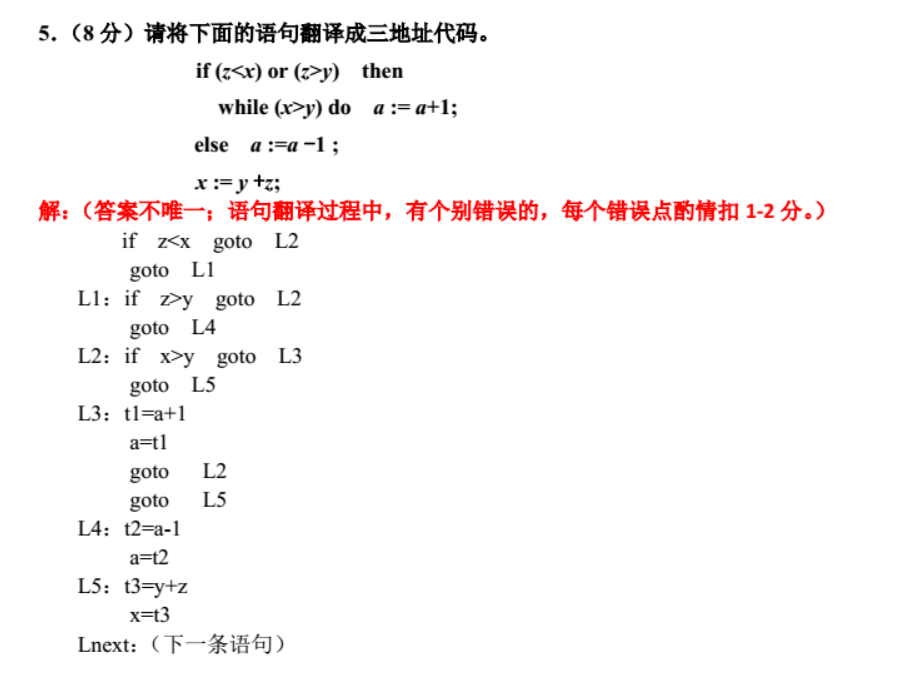 5.（8 分）请将下面的语句翻译成三地址代码。
if (z<x) or (z>y) then
while (x>y) do a := a+1;
else a :=a −1 ;
x := y +z;
解：（答案不唯一；语句翻译过程中，有个别错误的，每个错误点酌情扣 1-2 分。）
if z<x goto L2
goto L1
L1：if z>y goto L2
goto L4
L2：if x>y goto L3
goto L5
L3：t1=a+1
a=t1
goto L2
goto L5
L4：t2=a-1
a=t2
L5：t3=y+z
x=t3
Lnext：（下一条语句）